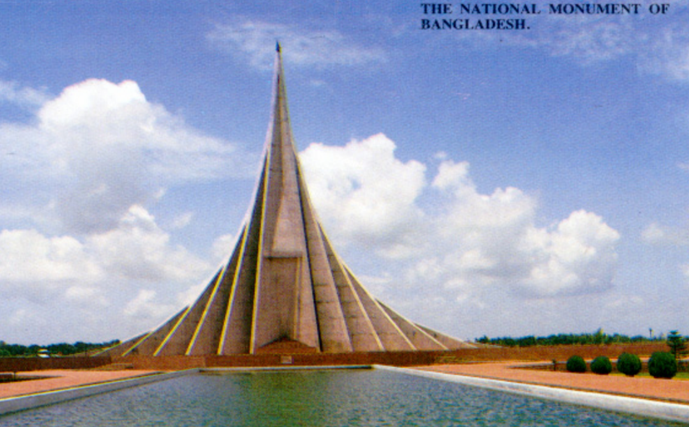 THE NATIONAL MONUMENT OF
BANGLADESH.